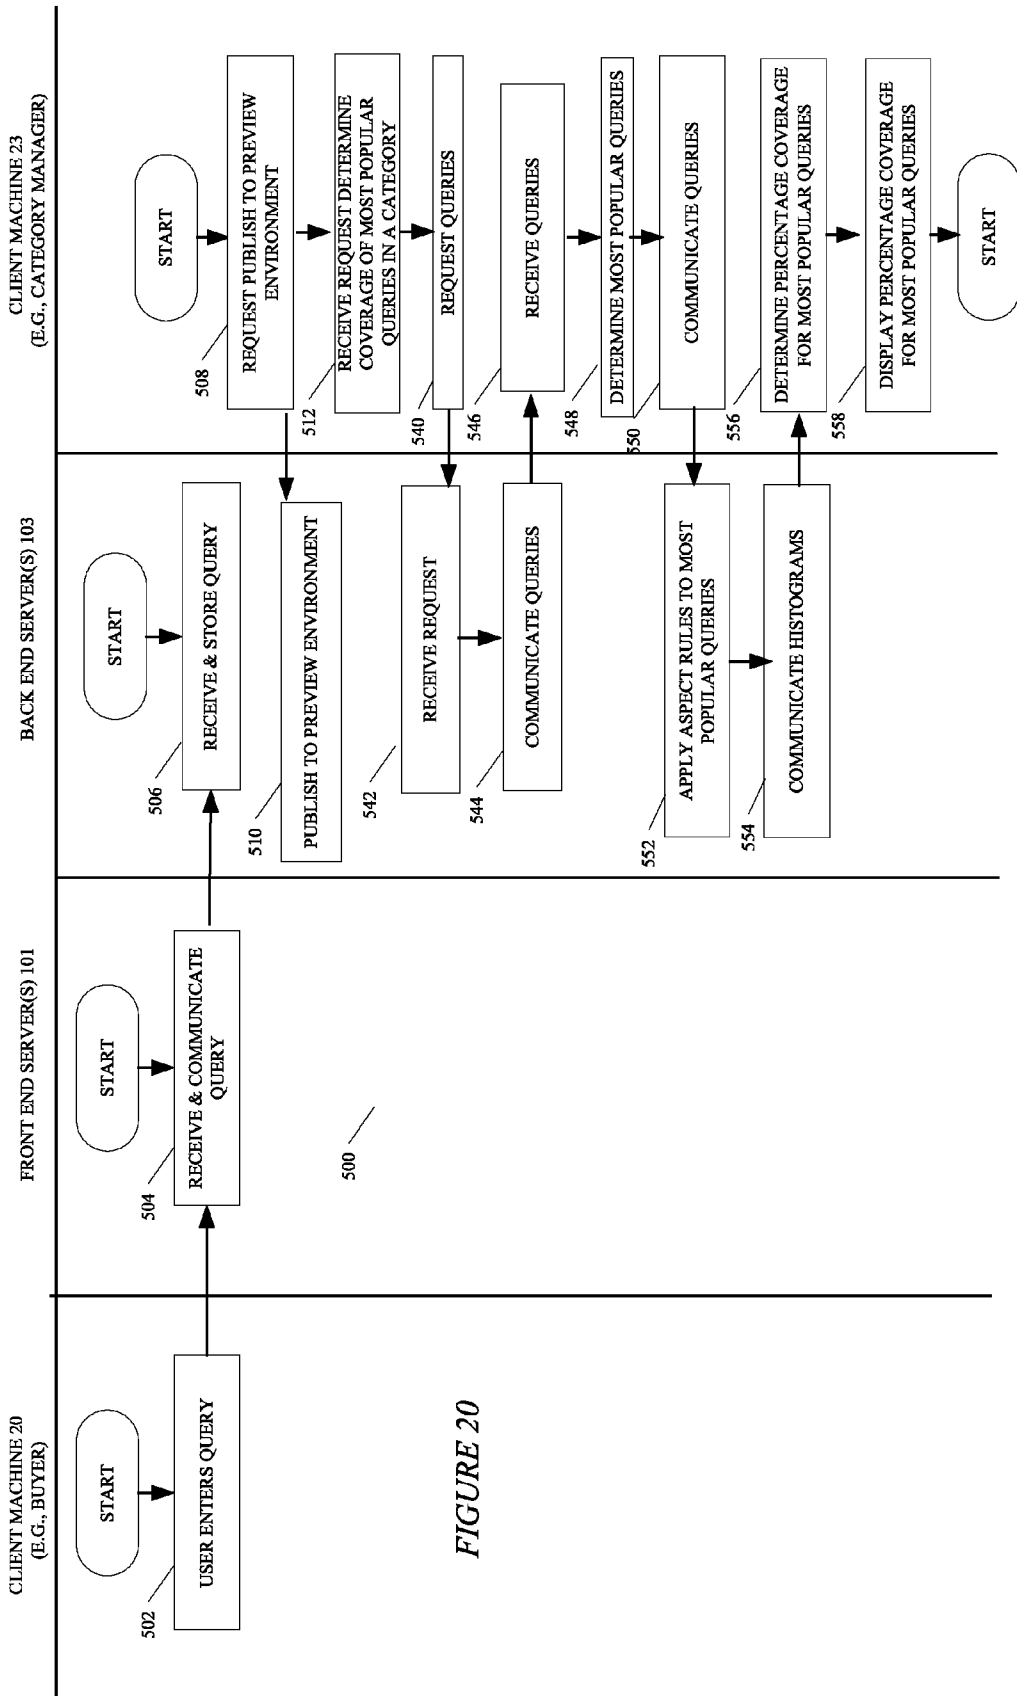 CLIENT MACHINE 20
(E.G., BUYER)
START
502
USER ENTERS QUERY
FRONT END SERVER(S) 101
START
504
RECEIVE & COMMUNICATE
QUERY
500
BACK END SERVER(S) 103
START
506
RECEIVE & STORE QUERY
510
PUBLISH TO PREVIEW ENVIRONMENT
542
RECEIVE REQUEST
544
COMMUNICATE QUERIES
552
APPLY ASPECT RULES TO MOST
POPULAR QUERIES
554
COMMUNICATE HISTOGRAMS
CLIENT MACHINE 23
(E.G., CATEGORY MANAGER)
START
508
REQUEST PUBLISH TO PREVIEW
ENVIRONMENT
512
RECEIVE REQUEST DETERMINE
COVERAGE OF MOST POPULAR
QUERIES IN A CATEGORY
540
REQUEST QUERIES
546
RECEIVE QUERIES
548
DETERMINE MOST POPULAR QUERIES
550
COMMUNICATE QUERIES
556
DETERMINE PERCENTAGE COVERAGE
FOR MOST POPULAR QUERIES
558
DISPLAY PERCENTAGE COVERAGE
FOR MOST POPULAR QUERIES
START
FIGURE 20